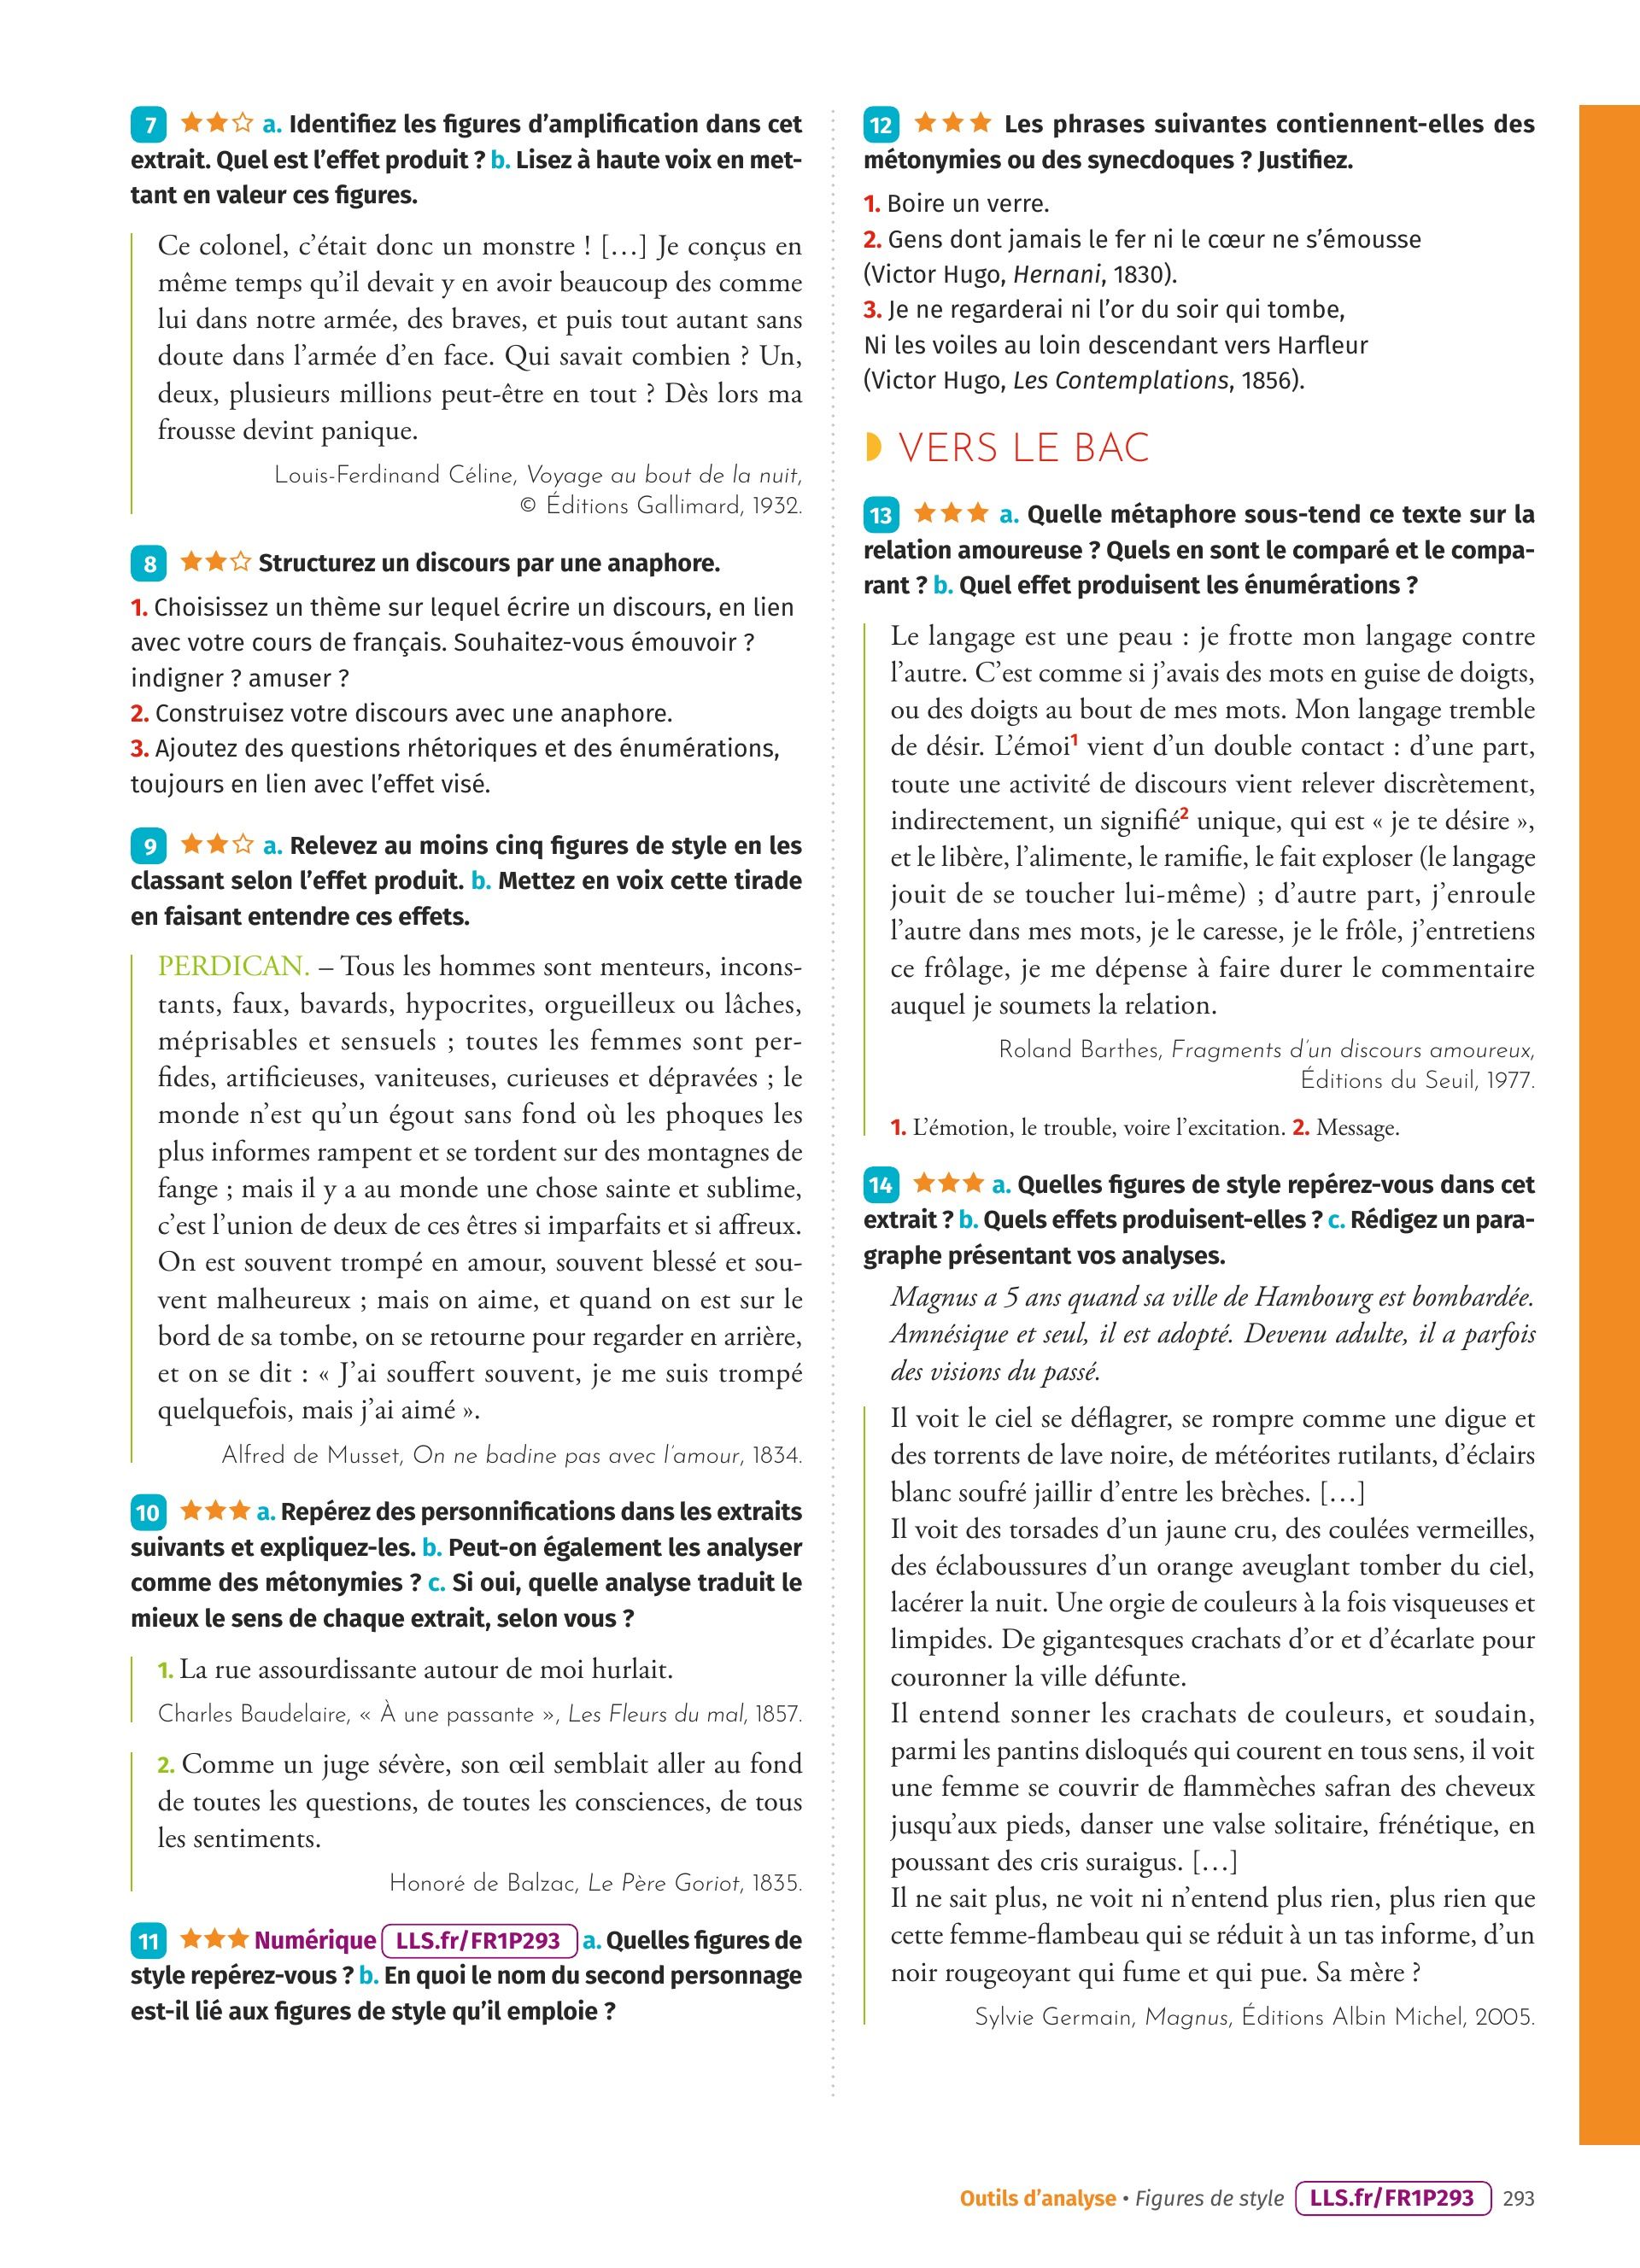 7 ★★☆ a. Identifiez les figures d’amplification dans cet
extrait. Quel est l’effet produit ? b. Lisez à haute voix en met-
tant en valeur ces figures.
Ce colonel, c’était donc un monstre ! […] Je conçus en
même temps qu’il devait y en avoir beaucoup des comme
lui dans notre armée, des braves, et puis tout autant sans
doute dans l’armée d’en face. Qui savait combien ? Un,
deux, plusieurs millions peut-être en tout ? Dès lors ma
frousse devint panique.
Louis-Ferdinand Céline, Voyage au bout de la nuit,
© Éditions Gallimard, 1932.
8 ★★☆ Structurez un discours par une anaphore.
1. Choisissez un thème sur lequel écrire un discours, en lien
avec votre cours de français. Souhaitez-vous émouvoir ?
indigner ? amuser ?
2. Construisez votre discours avec une anaphore.
3. Ajoutez des questions rhétoriques et des énumérations,
toujours en lien avec l’effet visé.
9 ★★☆ a. Relevez au moins cinq figures de style en les
classant selon l’effet produit. b. Mettez en voix cette tirade
en faisant entendre ces effets.
PERDICAN. – Tous les hommes sont menteurs, incons-
tants, faux, bavards, hypocrites, orgueilleux ou lâches,
méprisables et sensuels ; toutes les femmes sont per-
fides, artificieuses, vaniteuses, curieuses et dépravées ; le
monde n’est qu’un égout sans fond où les phoques les
plus informes rampent et se tordent sur des montagnes de
fange ; mais il y a au monde une chose sainte et sublime,
c’est l’union de deux de ces êtres si imparfaits et si affreux.
On est souvent trompé en amour, souvent blessé et sou-
vent malheureux ; mais on aime, et quand on est sur le
bord de sa tombe, on se retourne pour regarder en arrière,
et on se dit : « J’ai souffert souvent, je me suis trompé
quelquefois, mais j’ai aimé ».
Alfred de Musset, On ne badine pas avec l’amour, 1834.
10 ★★★ a. Repérez des personnifications dans les extraits
suivants et expliquez-les. b. Peut-on également les analyser
comme des métonymies ? c. Si oui, quelle analyse traduit le
mieux le sens de chaque extrait, selon vous ?
1. La rue assourdissante autour de moi hurlait.
Charles Baudelaire, « À une passante », Les Fleurs du mal, 1857.
2. Comme un juge sévère, son œil semblait aller au fond
de toutes les questions, de toutes les consciences, de tous
les sentiments.
Honoré de Balzac, Le Père Goriot, 1835.
11 ★★★ Numérique LLS.fr/FR1P293 a. Quelles figures de
style repérez-vous ? b. En quoi le nom du second personnage
est-il lié aux figures de style qu’il emploie ?
12 ★★★ Les phrases suivantes contiennent-elles des
métonymies ou des synecdoques ? Justifiez.
1. Boire un verre.
2. Gens dont jamais le fer ni le cœur ne s’émousse
(Victor Hugo, Hernani, 1830).
3. Je ne regarderai ni l’or du soir qui tombe,
Ni les voiles au loin descendant vers Harfleur
(Victor Hugo, Les Contemplations, 1856).
VERS LE BAC
13 ★★★ a. Quelle métaphore sous-tend ce texte sur la
relation amoureuse ? Quels en sont le comparé et le compa-
rant ? b. Quel effet produisent les énumérations ?
Le langage est une peau : je frotte mon langage contre
l’autre. C’est comme si j’avais des mots en guise de doigts,
ou des doigts au bout de mes mots. Mon langage tremble
de désir. L’émoi1 vient d’un double contact : d’une part,
toute une activité de discours vient relever discrètement,
indirectement, un signifié2 unique, qui est « je te désire »,
et le libère, l’alimente, le ramifie, le fait exploser (le langage
jouit de se toucher lui-même) ; d’autre part, j’enroule
l’autre dans mes mots, je le caresse, je le frôle, j’entretiens
ce frôlage, je me dépense à faire durer le commentaire
auquel je soumets la relation.
Roland Barthes, Fragments d’un discours amoureux,
Éditions du Seuil, 1977.
1. L’émotion, le trouble, voire l’excitation. 2. Message.
14 ★★★ a. Quelles figures de style repérez-vous dans cet
extrait ? b. Quels effets produisent-elles ? c. Rédigez un para-
graphe présentant vos analyses.
Magnus a 5 ans quand sa ville de Hambourg est bombardée.
Amnésique et seul, il est adopté. Devenu adulte, il a parfois
des visions du passé.
Il voit le ciel se déflagrer, se rompre comme une digue et
des torrents de lave noire, de météorites rutilants, d’éclairs
blanc soufré jaillir d’entre les brèches. […]
Il voit des torsades d’un jaune cru, des coulées vermeilles,
des éclaboussures d’un orange aveuglant tomber du ciel,
lacérer la nuit. Une orgie de couleurs à la fois visqueuses et
limpides. De gigantesques crachats d’or et d’écarlate pour
couronner la ville défunte.
Il entend sonner les crachats de couleurs, et soudain,
parmi les pantins disloqués qui courent en tous sens, il voit
une femme se couvrir de flammèches safran des cheveux
jusqu’aux pieds, danser une valse solitaire, frénétique, en
poussant des cris suraigus. […]
Il ne sait plus, ne voit ni n’entend plus rien, plus rien que
cette femme-flambeau qui se réduit à un tas informe, d’un
noir rougeoyant qui fume et qui pue. Sa mère ?
Sylvie Germain, Magnus, Éditions Albin Michel, 2005.
Outils d’analyse • Figures de style LLS.fr/FR1P293 293